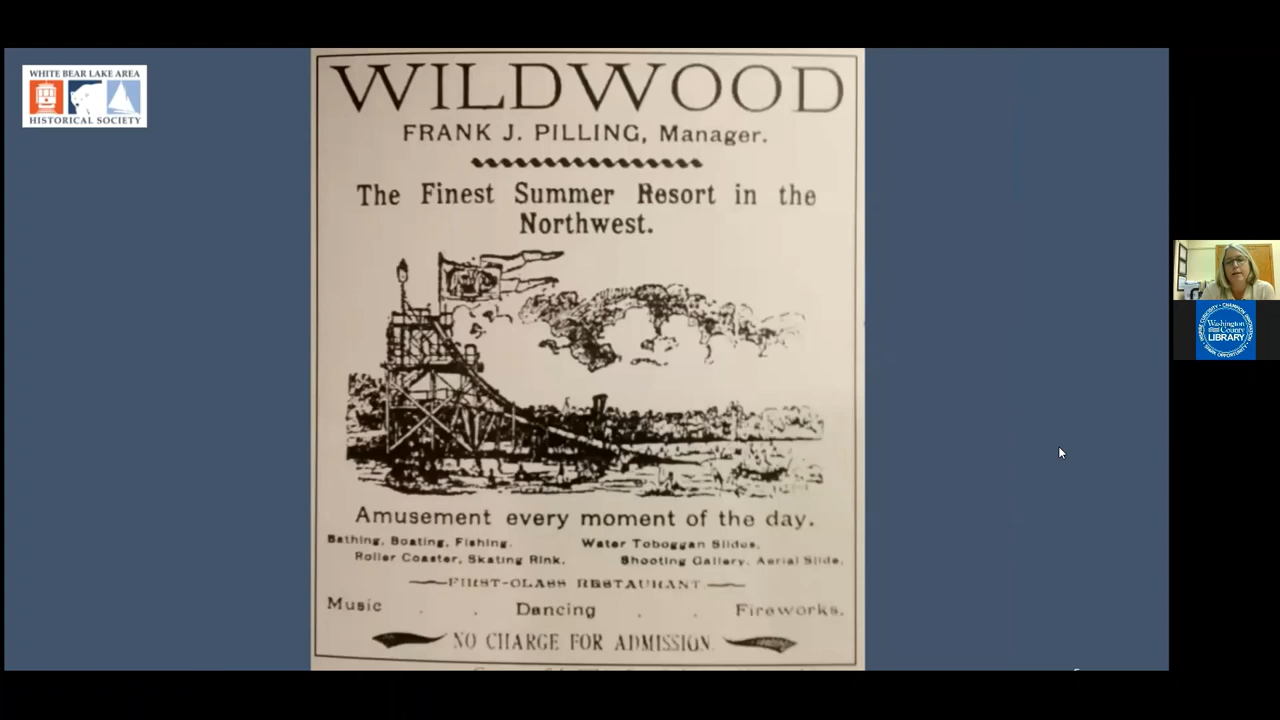 WHITE BEAR LAKE AREA
HISTORICAL SOCIETY
WILDWOOD
FRANK J. PILLING, Manager.
The Finest Summer Resort in the
Northwest.
Amusement every moment of the day.
Bathing, Boating, Fishing. Water Toboggan Slides,
Roller Coaster, Skating Rink. Shooting Gallery. Aerial Slide.
FIRST-CLASS RESTAURANT
Music . . Dancing . . Fireworks.
NO CHARGE FOR ADMISSION.
Washington
County
LIBRARY